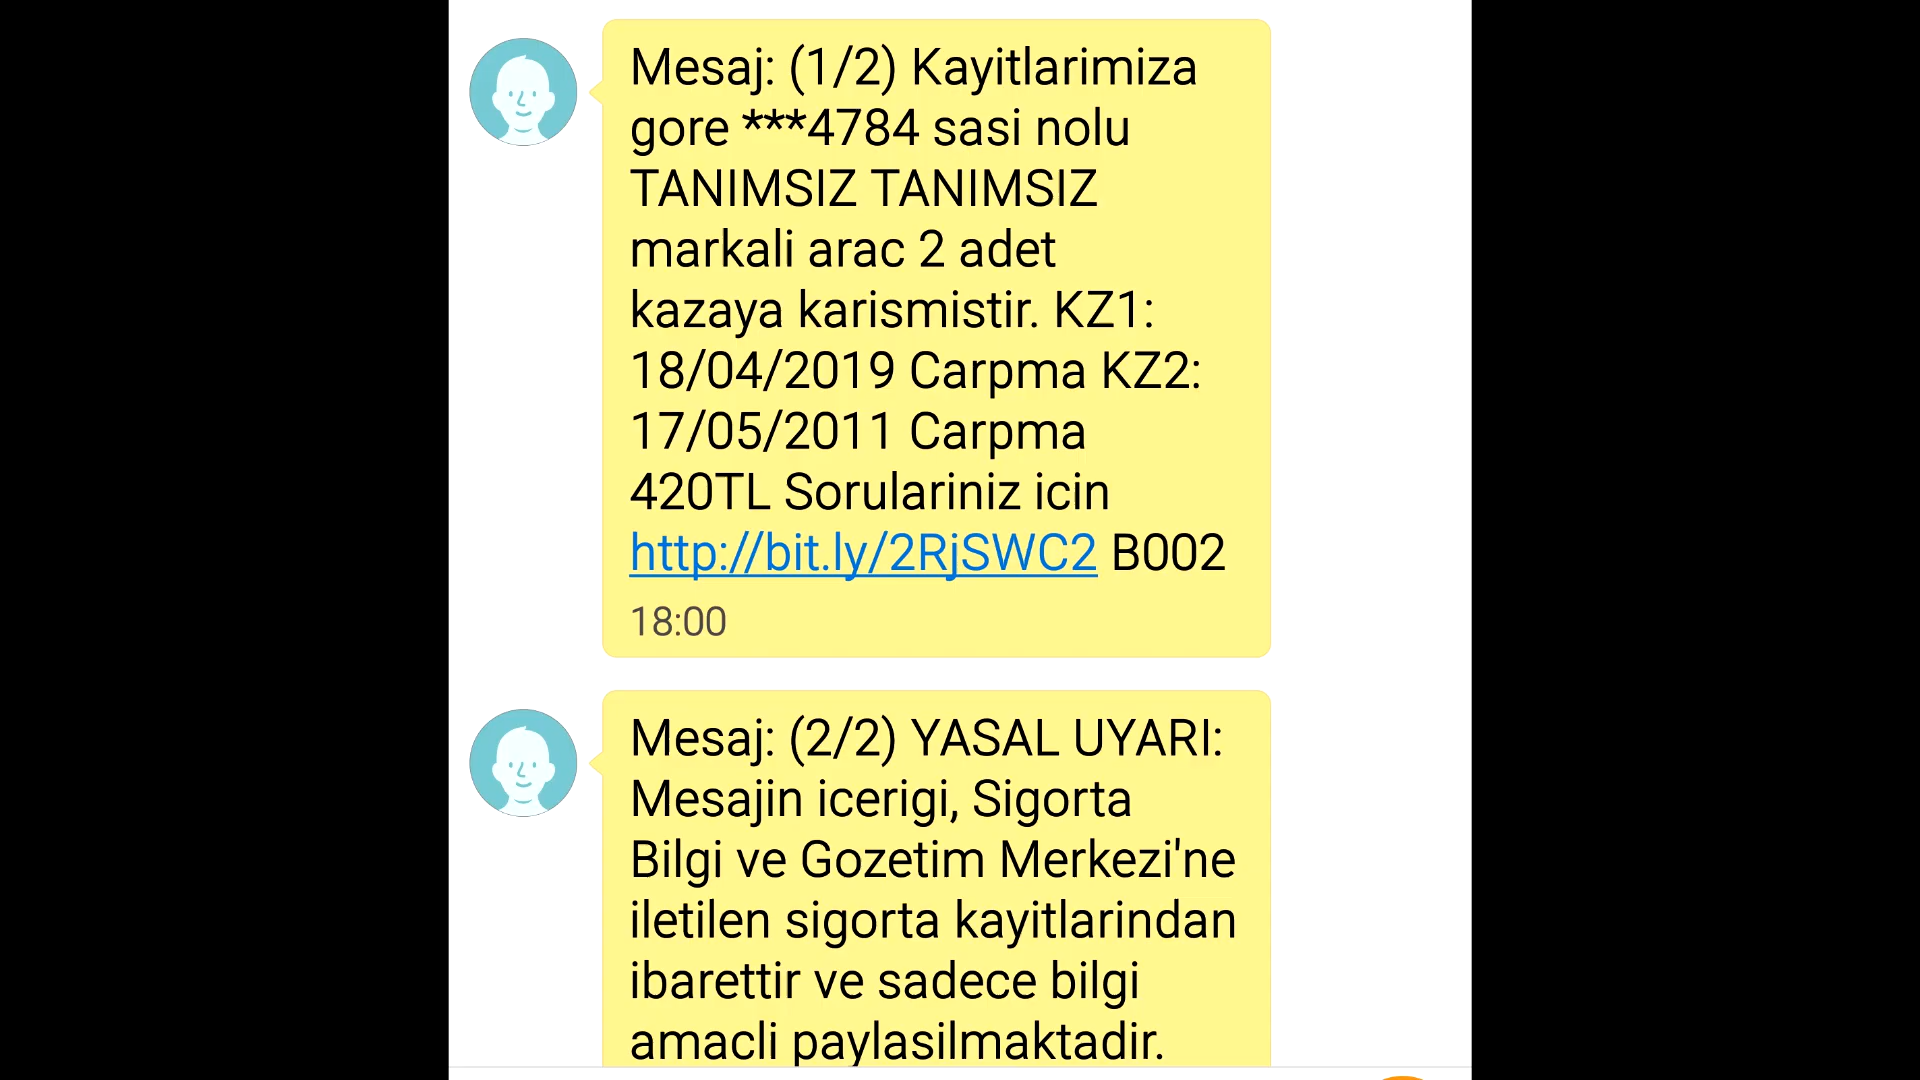 Mesaj: (1/2) Kayitlarimiza
gore ***4784 sasi nolu
TANIMSIZ TANIMSIZ
markali arac 2 adet
kazaya karismistir. KZ1:
18/04/2019 Carpma KZ2:
17/05/2011 Carpma
420TL Sorulariniz icin
http://bit.ly/2RjSWC2 B002
18:00
Mesaj: (2/2) YASAL UYARI:
Mesajin icerigi, Sigorta
Bilgi ve Gozetim Merkezi'ne
iletilen sigorta kayitlarindan
ibarettir ve sadece bilgi
amacli paylasilmaktadir.